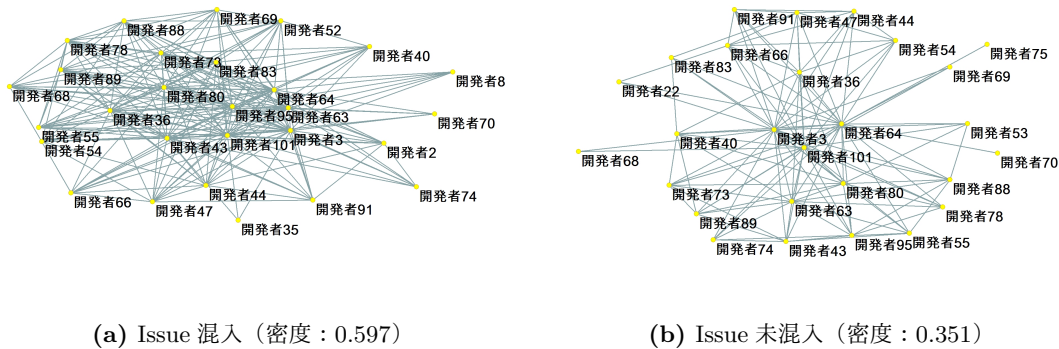 開発者69
開発者88
開発者52
開発者78
開発者40
開発者73
開発者83
開発者89
開発者8
開発者68
開発者80
開発者64
開発者95
開発者63
開発者70
開発者36
開発者55
開発者54
開発者43
開発者101
開発者3
開発者2
開発者44
開発者74
開発者66
開発者47
開発者91
開発者35
(a) Issue 混入（密度：0.597）
開発者91
開発者47
開発者44
開発者54
開発者75
開発者66
開発者83
開発者36
開発者69
開発者22
開発者3
開発者64
開発者53
開発者40
開発者101
開発者68
開発者70
開発者73
開発者80
開発者88
開発者63
開発者78
開発者89
開発者74
開発者43
開発者95
開発者55
(b) Issue 未混入（密度：0.351）